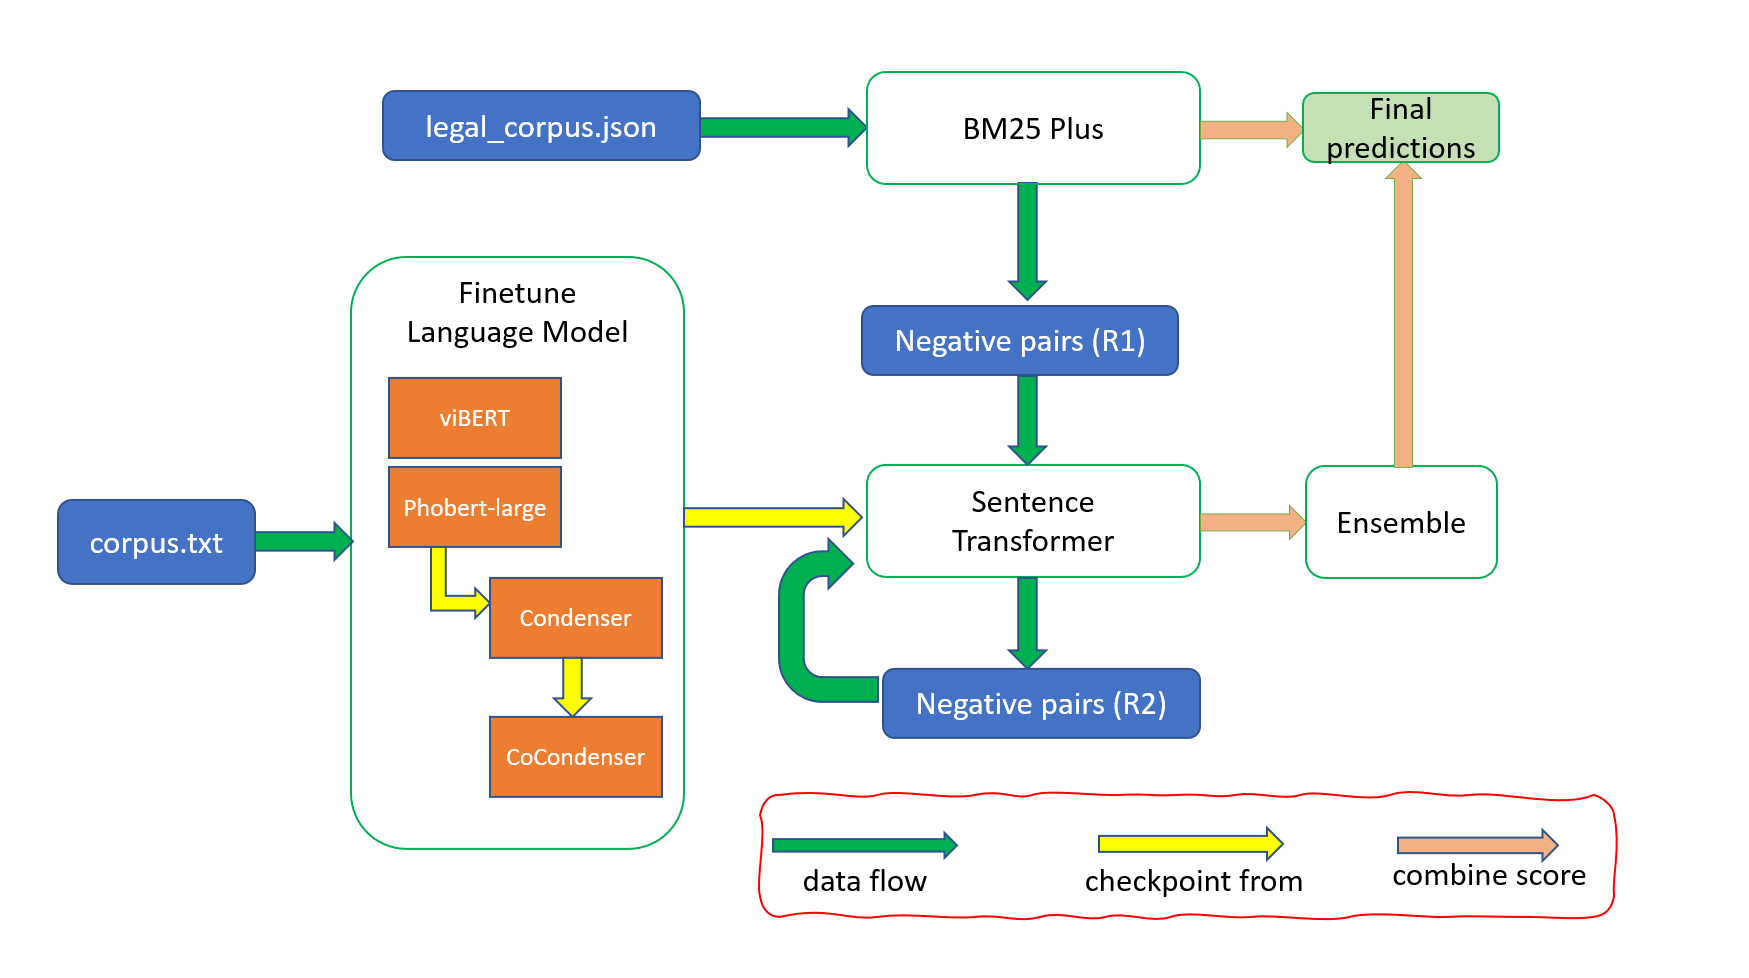 legal_corpus.json
BM25 Plus
Final
predictions
Finetune
Language Model
Negative pairs (R1)
viBERT
Phobert-large
corpus.txt
Sentence
Transformer
Ensemble
Condenser
Negative pairs (R2)
CoCondenser
data flow
checkpoint from
combine score